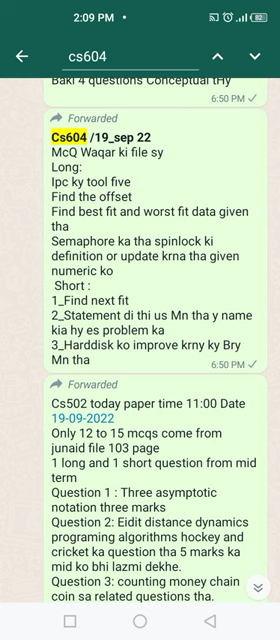 2:09 PM
82
cs604
Baki 4 questions Conceptual tHy
6:50 PM
Forwarded
Cs604 /19_sep 22
McQ Waqar ki file sy
Long:
Ipc ky tool five
Find the offset
Find best fit and worst fit data given
tha
Semaphore ka tha spinlock ki
definition or update krna tha given
numeric ko
Short :
1_Find next fit
2_Statement di thi us Mn tha y name
kia hy es problem ka
3_Harddisk ko improve krny ky Bry
Mn tha
6:50 PM
Forwarded
Cs502 today paper time 11:00 Date
19-09-2022
Only 12 to 15 mcqs come from
junaid file 103 page
1 long and 1 short question from mid
term
Question 1 : Three asymptotic
notation three marks
Question 2: Eidit distance dynamics
programing algorithms hockey and
cricket ka question tha 5 marks ka
mid ko bhi lazmi dekhe.
Question 3: counting money chain
coin sa related questions tha.